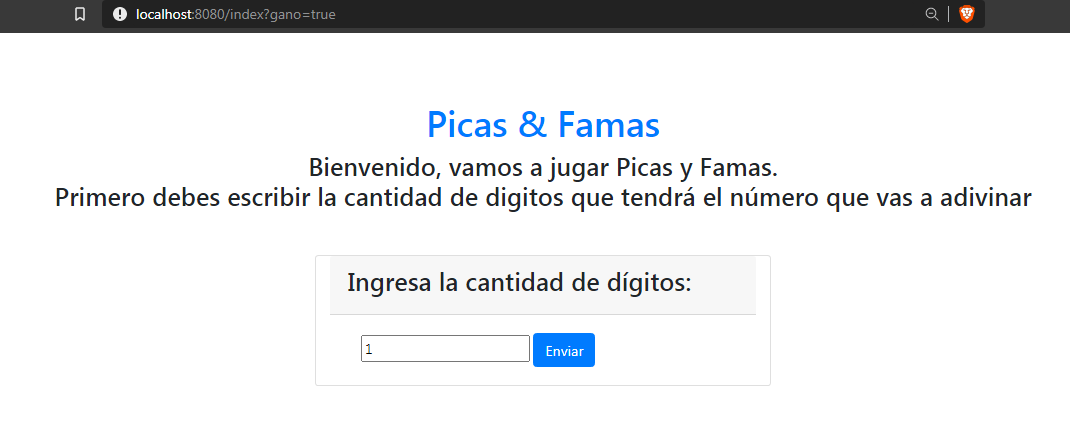 localhost:8080/index?gano=true
Picas & Famas
Bienvenido, vamos a jugar Picas y Famas.
Primero debes escribir la cantidad de digitos que tendrá el número que vas a adivinar
Ingresa la cantidad de dígitos:
1
Enviar